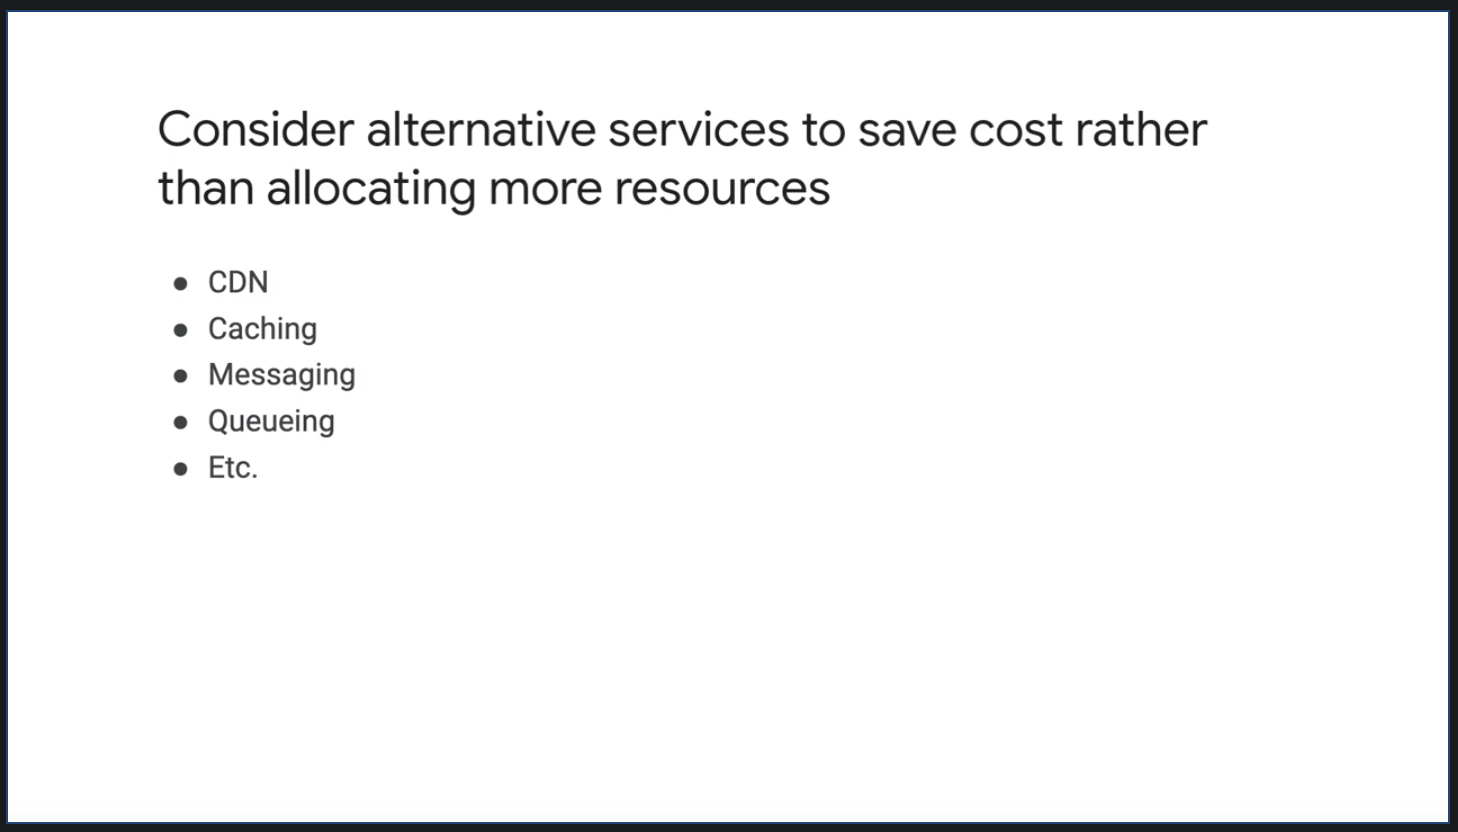 Consider alternative services to save cost rather
than allocating more resources
● CDN
● Caching
● Messaging
● Queueing
● Etc.